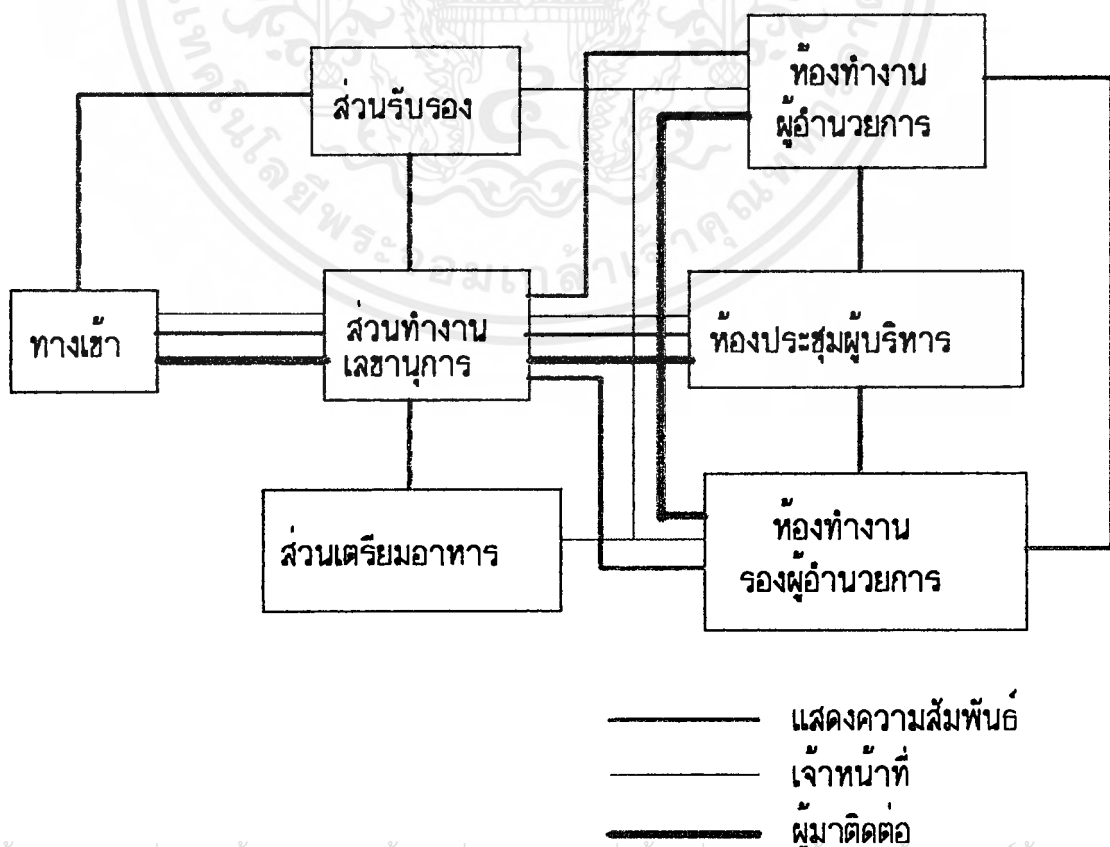 ส่วนรับรอง
ห้องทำงาน
ผู้อำนวยการ
ทางเข้า
ส่วนทำงาน
เลขานุการ
ห้องประชุมผู้บริหาร
ส่วนเตรียมอาหาร
ห้องทำงาน
รองผู้อำนวยการ
แสดงความสัมพันธ์
เจ้าหน้าที่
ผู้มาติดต่อ